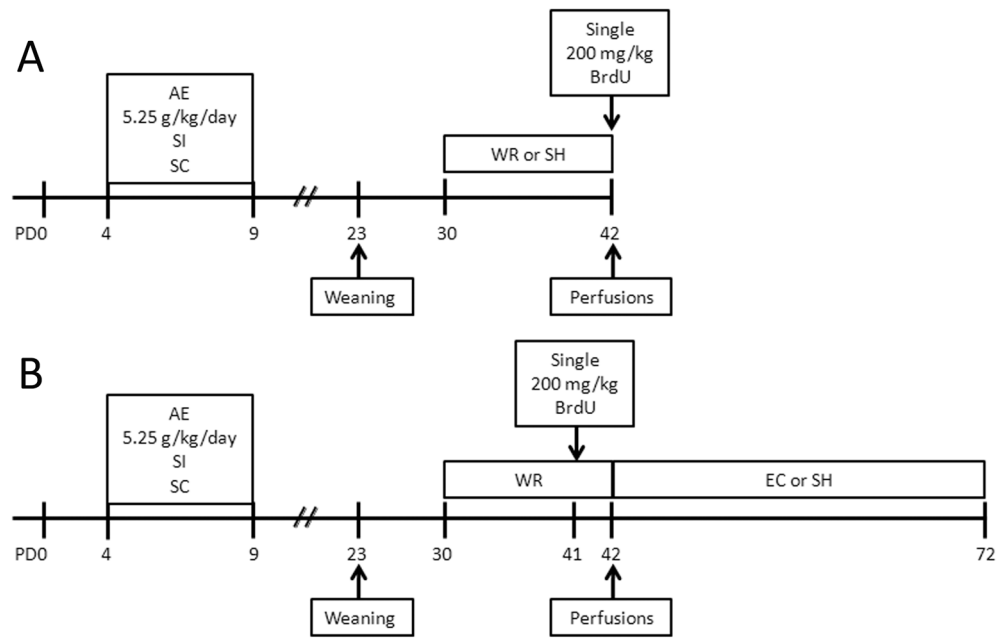 A
AE
5.25 g/kg/day
SI
SC
Single
200 mg/kg
BrdU
WR or SH
PD0 4 9 23 30 42
Weaning
Perfusions
B
AE
5.25 g/kg/day
SI
SC
Single
200 mg/kg
BrdU
WR
EC or SH
PD0 4 9 23 30 41 42 72
Weaning
Perfusions